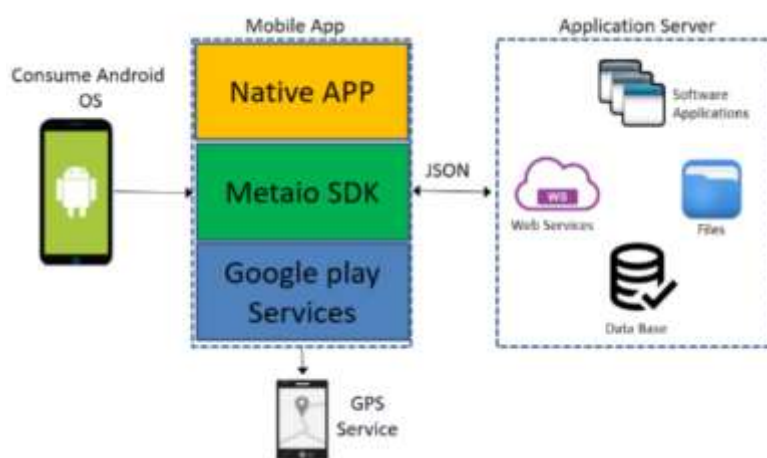 Mobile App
Application Server
Consume Android
OS
Native APP
Metaio SDK
Google play
Services
JSON
Software
Applications
WS
Web Services
Files
Data Base
GPS
Service